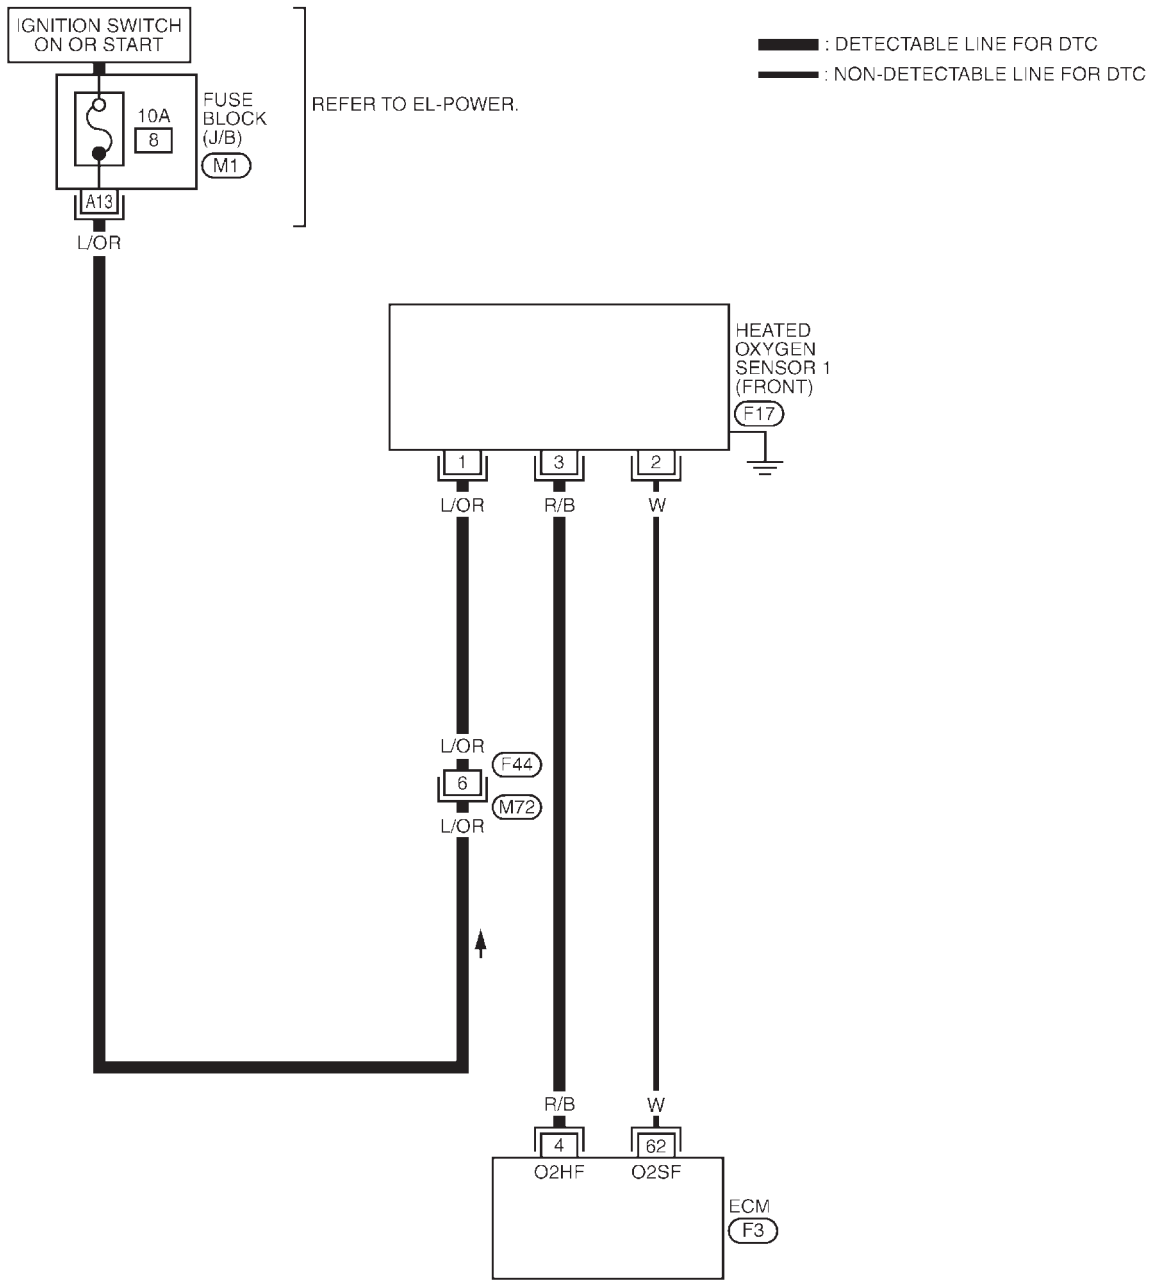 IGNITION SWITCH
ON OR START
10A
8
FUSE
BLOCK
(J/B)
M1
REFER TO EL-POWER.
: DETECTABLE LINE FOR DTC
: NON-DETECTABLE LINE FOR DTC
A13
L/OR
HEATED
OXYGEN
SENSOR 1
(FRONT)
F17
1 3 2
L/OR R/B W
L/OR
F44
6
M72
L/OR
R/B W
4 62
O2HF O2SF
ECM
F3